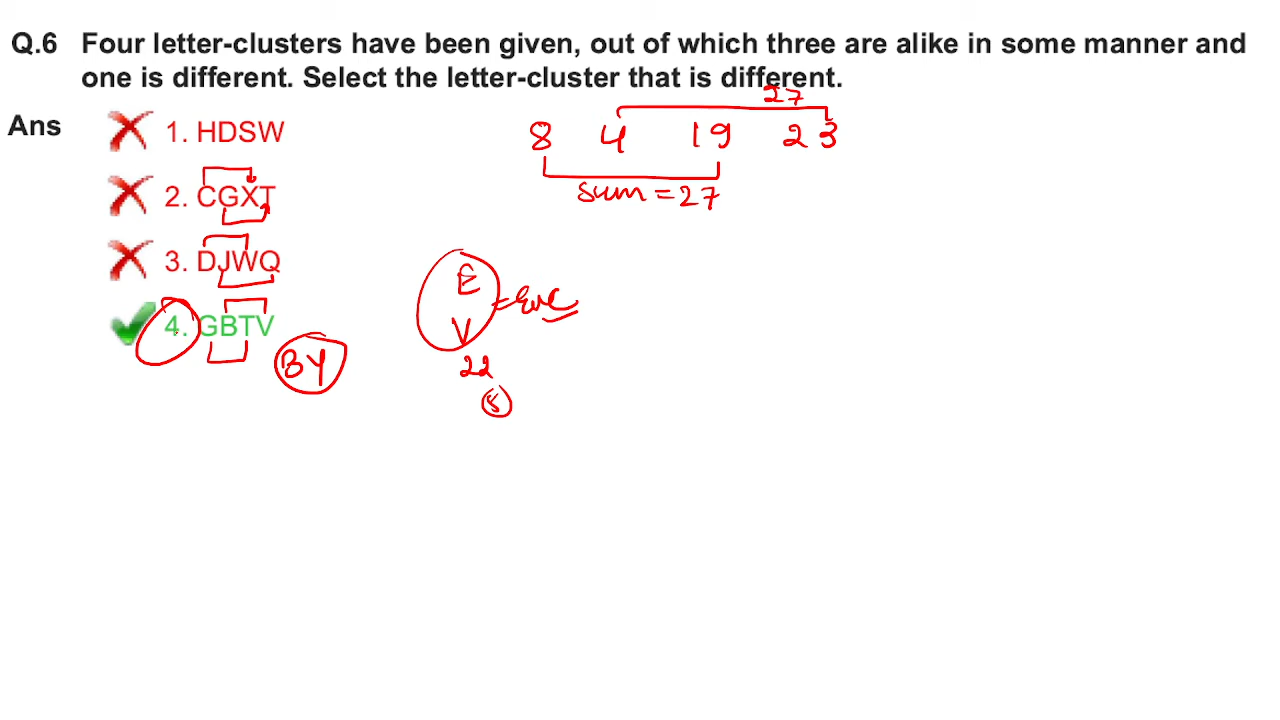 Q.6 Four letter-clusters have been given, out of which three are alike in some manner and
one is different. Select the letter-cluster that is different.
27
Ans
1. HDSW
8 4 19 23
sum = 27
2. CGXT
3. DJWQ
E
V
22
4. GBTV
BY